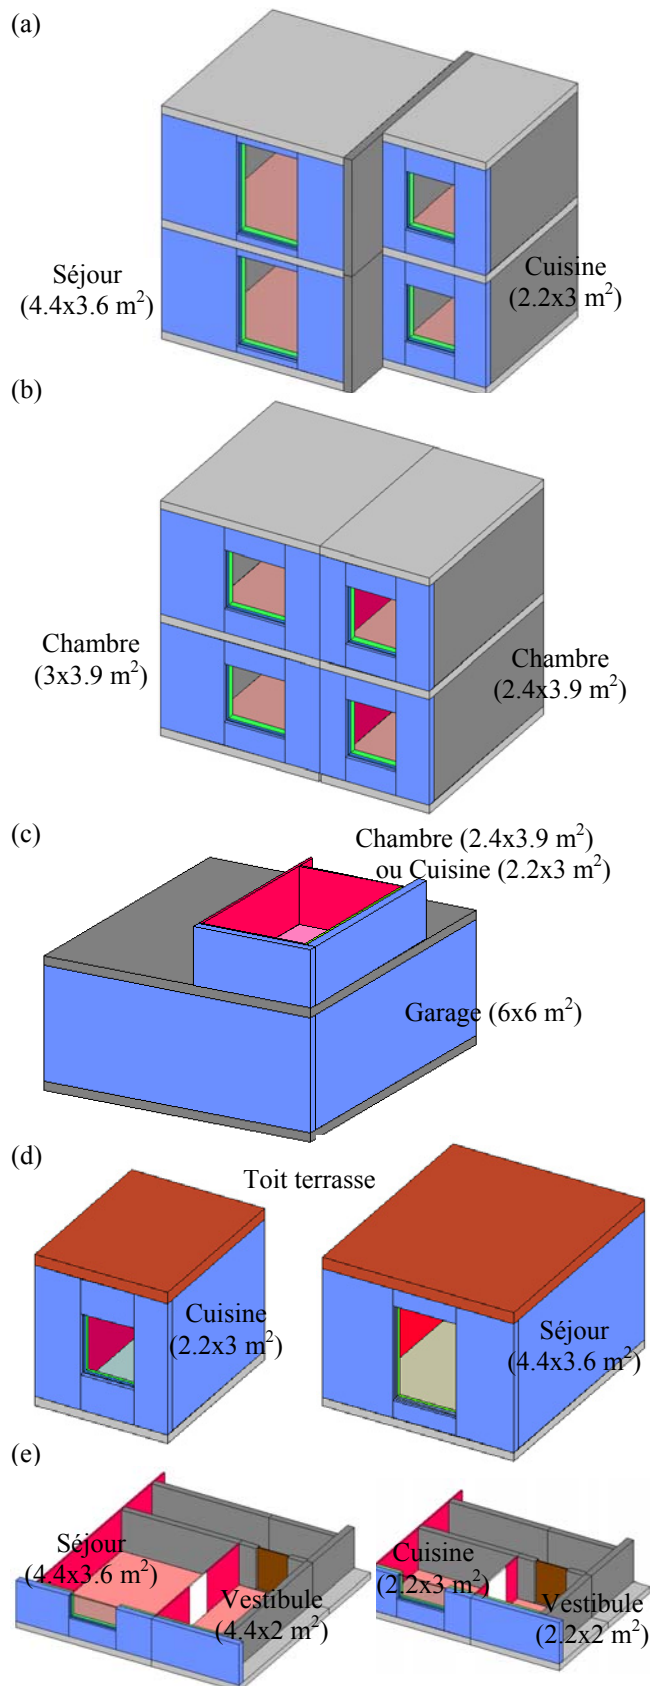 (a)
Séjour
(4.4x3.6 m²)
Cuisine
(2.2x3 m²)
(b)
Chambre
(3x3.9 m²)
Chambre
(2.4x3.9 m²)
(c)
Chambre (2.4x3.9 m²)
ou Cuisine (2.2x3 m²)
Garage (6x6 m²)
(d)
Toit terrasse
Cuisine
(2.2x3 m²)
Séjour
(4.4x3.6 m²)
(e)
Séjour
(4.4x3.6 m²)
Vestibule
(4.4x2 m²)
Cuisine
(2.2x3 m²)
Vestibule
(2.2x2 m²)